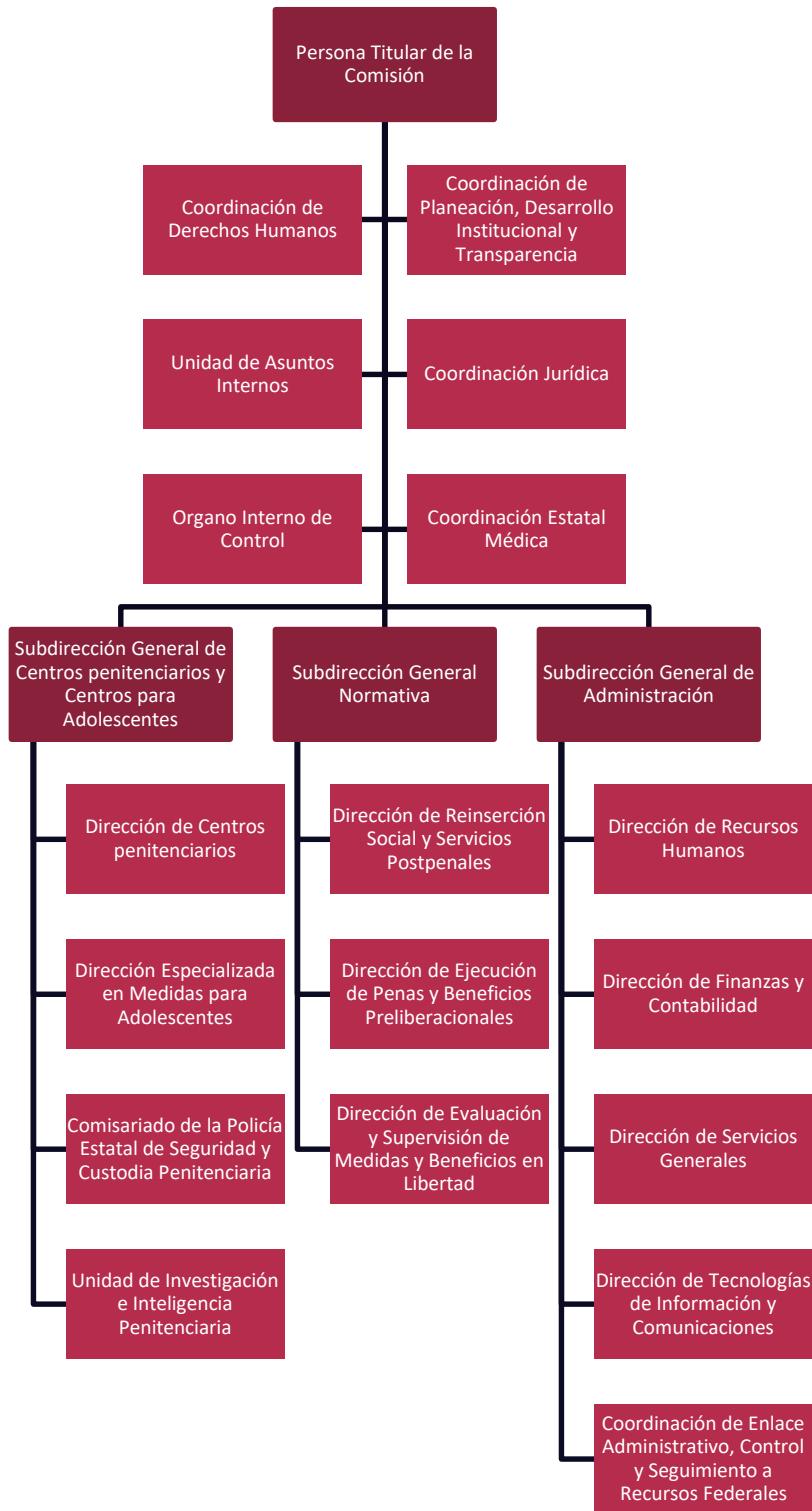 Persona Titular de la
Comisión
Coordinación de
Derechos Humanos
Coordinación de
Planeación, Desarrollo
Institucional y
Transparencia
Unidad de Asuntos
Internos
Coordinación Jurídica
Organo Interno de
Control
Coordinación Estatal
Médica
Subdirección General de
Centros penitenciarios y
Centros para
Adolescentes
Dirección de Centros
penitenciarios
Dirección Especializada
en Medidas para
Adolescentes
Comisariado de la Policía
Estatal de Seguridad y
Custodia Penitenciaria
Unidad de Investigación
e Inteligencia
Penitenciaria
Subdirección General
Normativa
Dirección de Reinserción
Social y Servicios
Postpenales
Dirección de Ejecución
de Penas y Beneficios
Preliberacionales
Dirección de Evaluación
y Supervisión de
Medidas y Beneficios en
Libertad
Subdirección General de
Administración
Dirección de Recursos
Humanos
Dirección de Finanzas y
Contabilidad
Dirección de Servicios
Generales
Dirección de Tecnologías
de Información y
Comunicaciones
Coordinación de Enlace
Administrativo, Control
y Seguimiento a
Recursos Federales